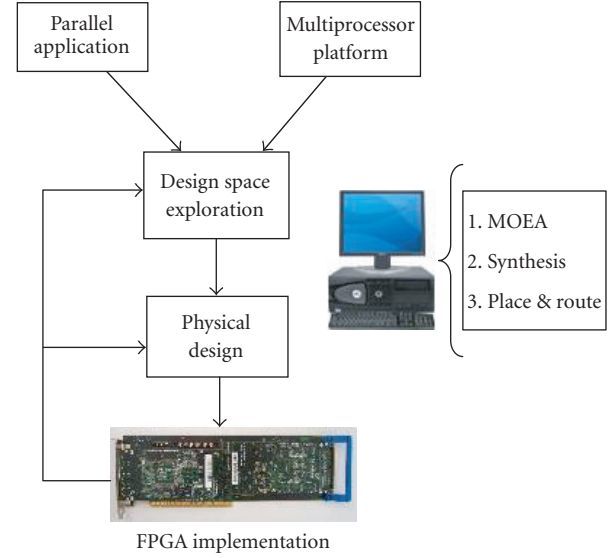 Parallel
application
Multiprocessor
platform
Design space
exploration
1. MOEA
2. Synthesis
3. Place & route
Physical
design
FPGA implementation